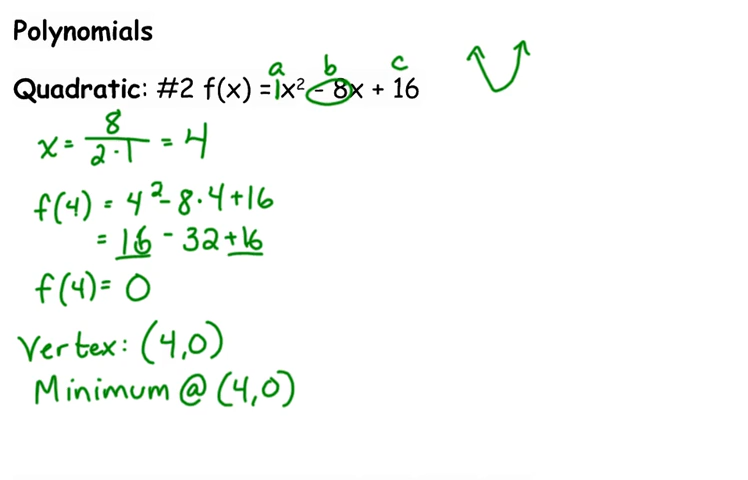 Polynomials
a b c
Quadratic: #2 f(x) = 1x² - 8x + 16
x = 8/(2·1) = 4
f(4) = 4² - 8·4 + 16
= 16 - 32 + 16
f(4) = 0
Vertex: (4,0)
Minimum @ (4,0)